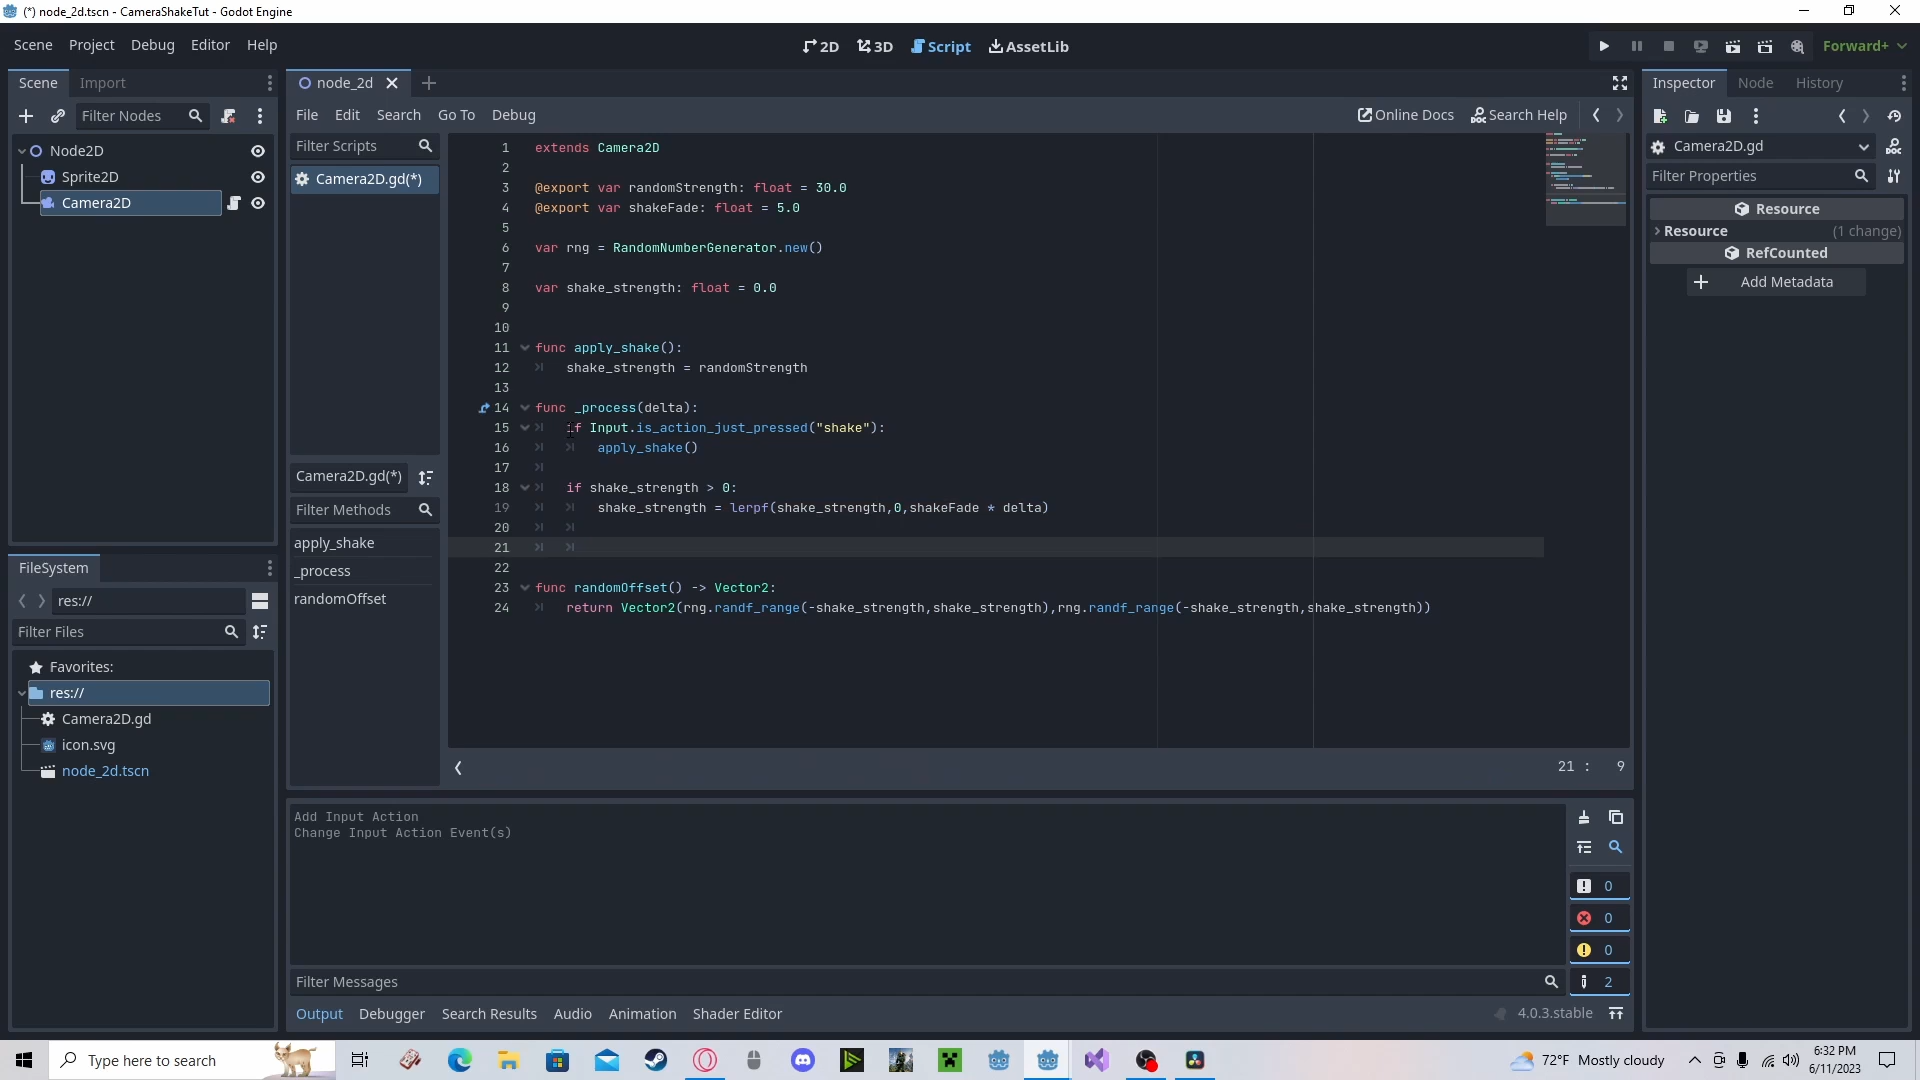 (*) node_2d.tscn - CameraShakeTut - Godot Engine
Scene Project Debug Editor Help
2D 3D Script AssetLib
Forward+
Scene Import
Filter Nodes
Node2D
Sprite2D
Camera2D
FileSystem
res://
Filter Files
Favorites:
res://
Camera2D.gd
icon.svg
node_2d.tscn
node_2d
File Edit Search Go To Debug
Online Docs Search Help
Filter Scripts
Camera2D.gd(*)
Camera2D.gd(*)
Filter Methods
apply_shake
_process
randomOffset
1 extends Camera2D
2
3 @export var randomStrength: float = 30.0
4 @export var shakeFade: float = 5.0
5
6 var rng = RandomNumberGenerator.new()
7
8 var shake_strength: float = 0.0
9
10
11 func apply_shake():
12 shake_strength = randomStrength
13
14 func _process(delta):
15 if Input.is_action_just_pressed("shake"):
16 apply_shake()
17
18 if shake_strength > 0:
19 shake_strength = lerpf(shake_strength,0,shakeFade * delta)
20
21
22
23 func randomOffset() -> Vector2:
24 return Vector2(rng.randf_range(-shake_strength,shake_strength),rng.randf_range(-shake_strength,shake_strength))
21 : 9
Add Input Action
Change Input Action Event(s)
0
0
0
2
Filter Messages
Output Debugger Search Results Audio Animation Shader Editor
4.0.3.stable
Inspector Node History
Camera2D.gd
Filter Properties
Resource
Resource (1 change)
RefCounted
Add Metadata
Type here to search
72°F Mostly cloudy
6:32 PM
6/11/2023